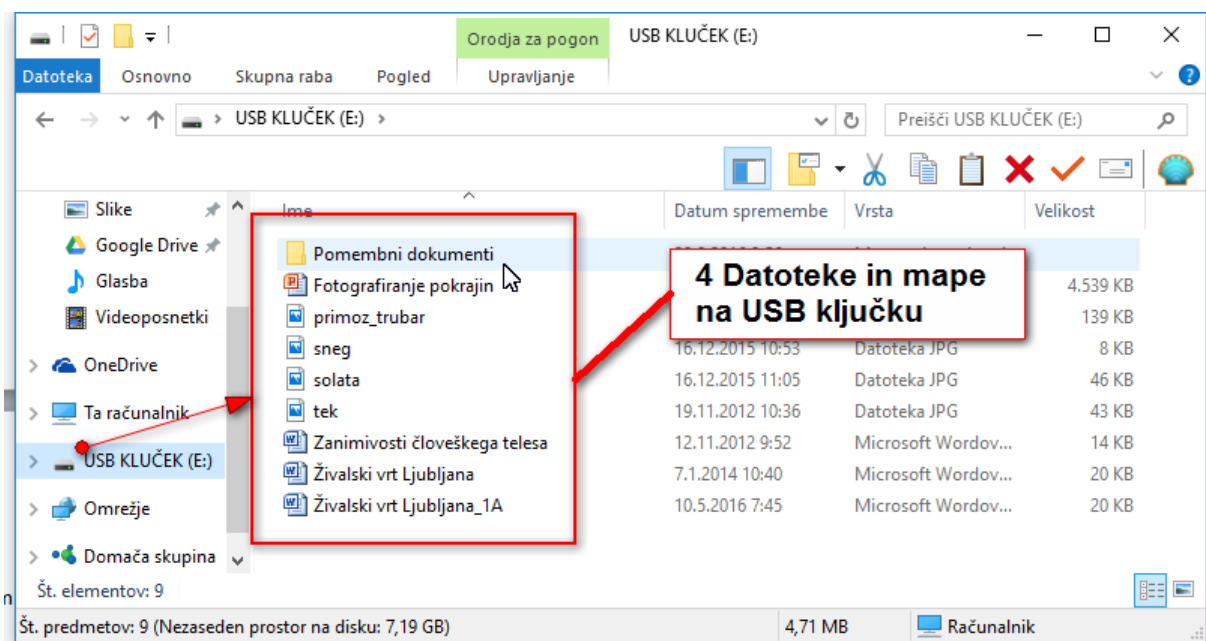 Orodja za pogon
USB KLUČEK (E:)
Datoteka Osnovno Skupna raba Pogled Upravljanje
USB KLUČEK (E:)
Preišči USB KLUČEK (E:)
Slike
Google Drive
Glasba
Videoposnetki
OneDrive
Ta računalnik
USB KLUČEK (E:)
Omrežje
Domača skupina
Ime Datum spremembe Vrsta Velikost
Pomembni dokumenti
Fotografiranje pokrajin 4.539 KB
primoz_trubar 139 KB
sneg 16.12.2015 10:53 Datoteka JPG 8 KB
solata 16.12.2015 11:05 Datoteka JPG 46 KB
tek 19.11.2012 10:36 Datoteka JPG 43 KB
Zanimivosti človeškega telesa 12.11.2012 9:52 Microsoft Wordov... 14 KB
Živalski vrt Ljubljana 7.1.2014 10:40 Microsoft Wordov... 20 KB
Živalski vrt Ljubljana_1A 10.5.2016 7:45 Microsoft Wordov... 20 KB
4 Datoteke in mape
na USB ključku
Št. elementov: 9
Št. predmetov: 9 (Nezaseden prostor na disku: 7,19 GB) 4,71 MB Računalnik